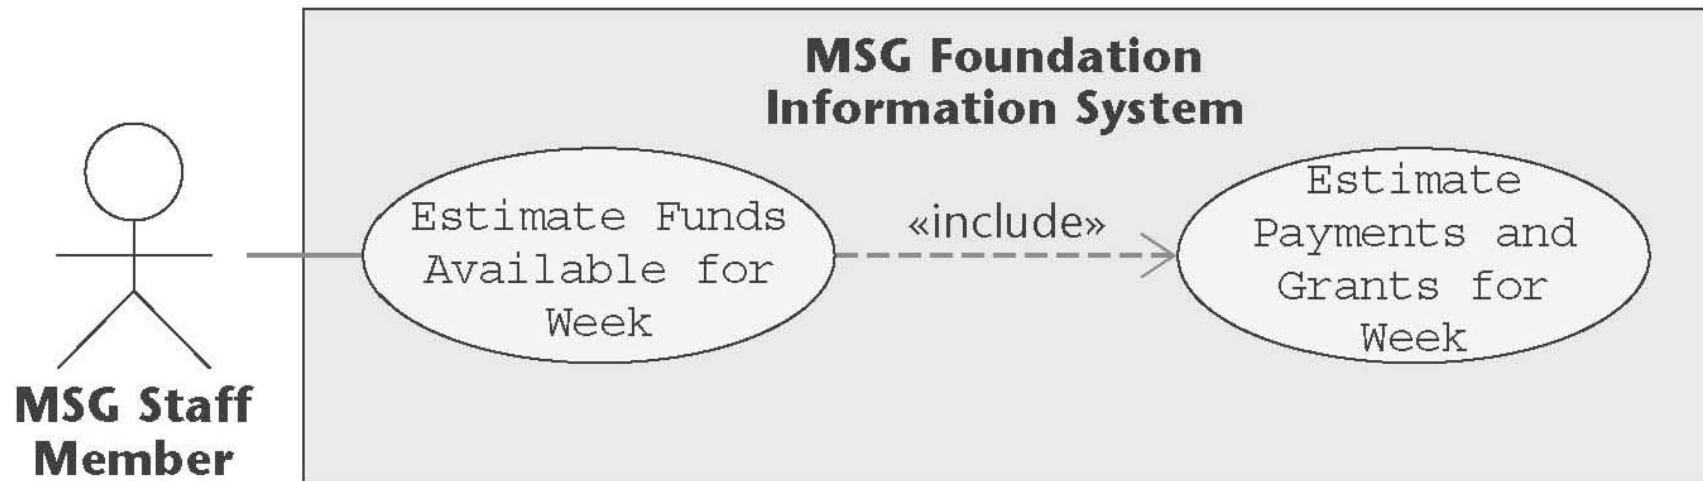 MSG Foundation
Information System
Estimate Funds
Available for
Week
«include»
Estimate
Payments and
Grants for
Week
MSG Staff
Member